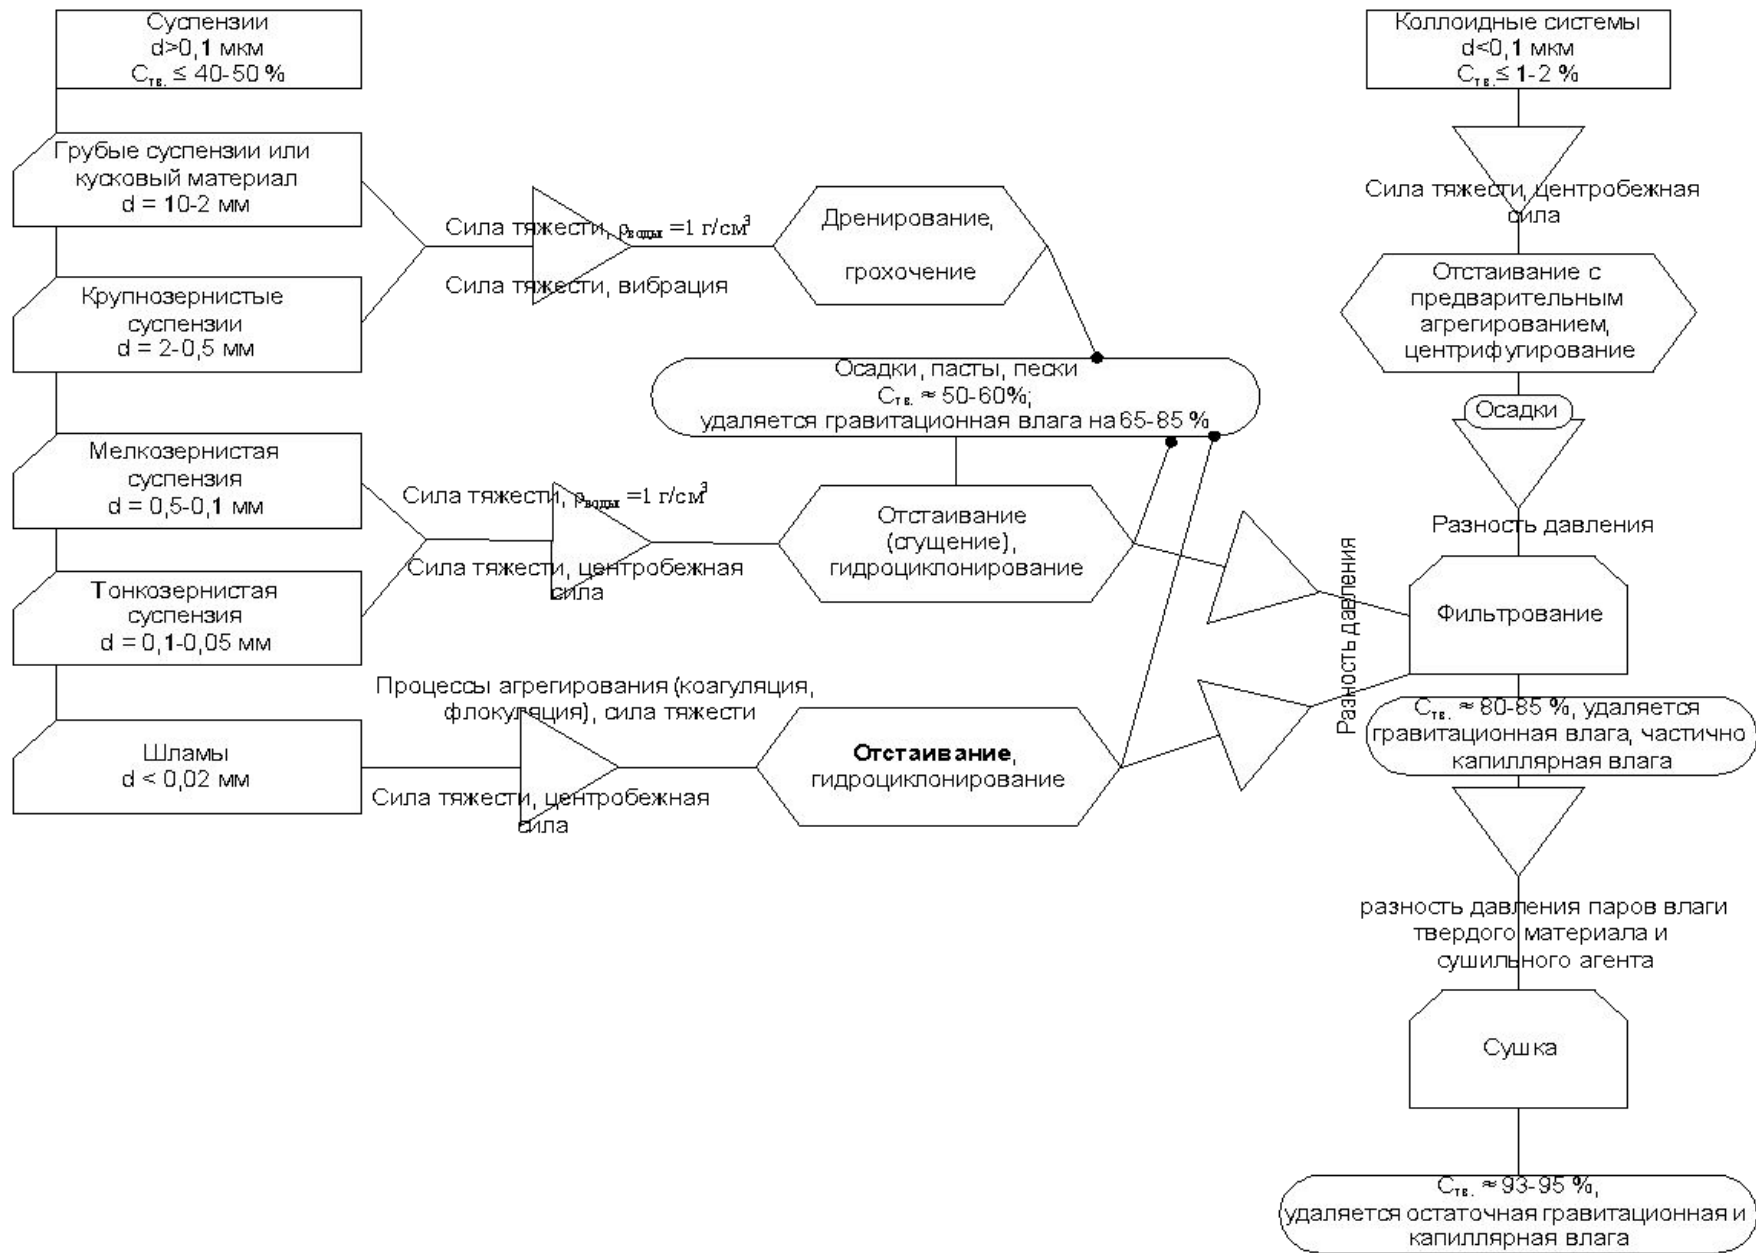 Суспензии
d>0,1 мкм
Ств. ≤ 40-50 %
Грубые суспензии или
кусковый материал
d = 10-2 мм
Крупнозернистые
суспензии
d = 2-0,5 мм
Мелкозернистая
суспензия
d = 0,5-0,1 мм
Тонкозернистая
суспензия
d = 0,1-0,05 мм
Шламы
d < 0,02 мм
Сила тяжести, ρводы =1 г/см³
Сила тяжести, вибрация
Дренирование,
грохочение
Осадки, пасты, пески
Ств. ≈ 50-60%;
удаляется гравитационная влага на 65-85 %
Сила тяжести, ρводы =1 г/см³
Сила тяжести, центробежная
сила
Отстаивание
(сгущение),
гидроциклонирование
Процессы агрегирования (коагуляция,
флокуляция), сила тяжести
Сила тяжести, центробежная
сила
Отстаивание,
гидроциклонирование
Разность давления
Коллоидные системы
d<0,1 мкм
Ств. ≤ 1-2 %
Сила тяжести, центробежная
сила
Отстаивание с
предварительным
агрегированием,
центрифугирование
Осадки
Разность давления
Фильтрование
Ств. ≈ 80-85 %, удаляется
гравитационная влага, частично
капиллярная влага
разность давления паров влаги
твердого материала и
сушильного агента
Сушка
Ств. ≈ 93-95 %,
удаляется остаточная гравитационная и
капиллярная влага